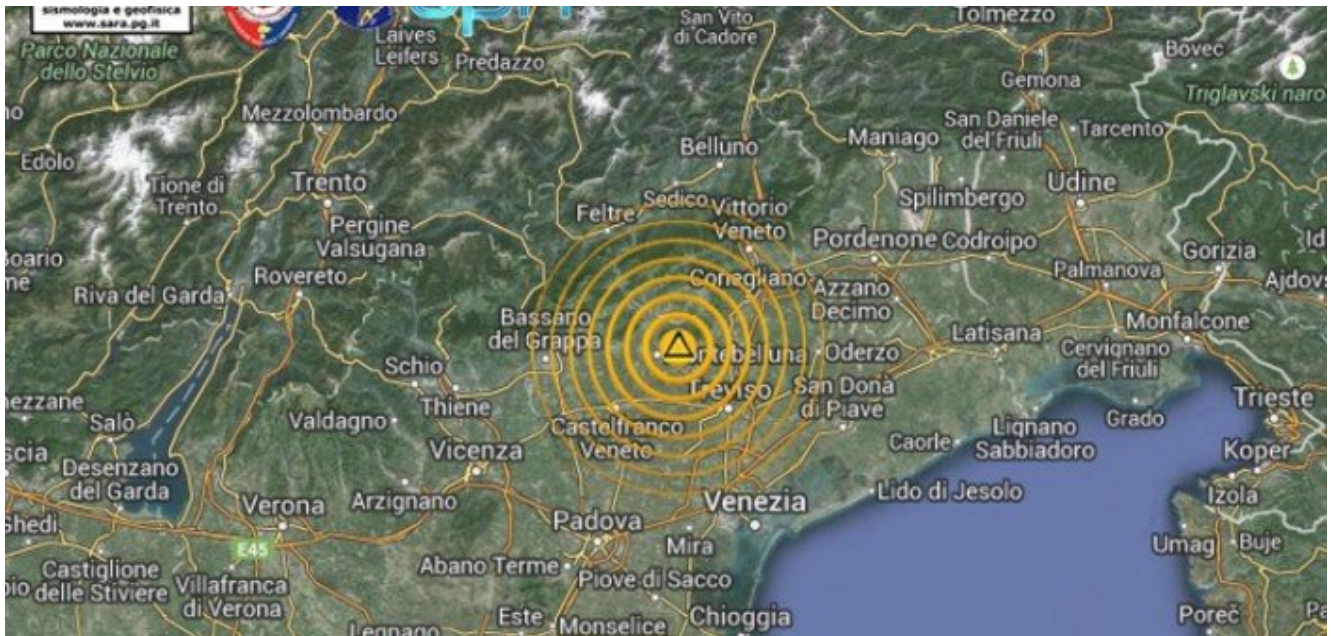 sismologia e geofisica
www.sara.pg.it
Parco Nazionale
dello Stelvio
Laives
Leifers
Predazzo
San Vito
di Cadore
Tolmezzo
Bovec
Gemona
Triglavski naro
Mezzolombardo
Edolo
Belluno
Maniago
San Daniele
del Friuli
Tarcento
Tione di
Trento
Trento
Pergine
Valsugana
Feltre
Sedico
Vittorio
Veneto
Spilimbergo
Udine
Pordenone
Codroipo
Gorizia
Palmanova
Ajdovs
Rovereto
Riva del Garda
Conegliano
Azzano
Decimo
Bassano
del Grappa
Latisana
Monfalcone
Cervignano
del Friuli
Schio
Thiene
ontebelluna
Oderzo
Treviso
San Donà
di Piave
Salò
Valdagno
Castelfranco
Veneto
Caorle
Lignano
Sabbiadoro
Grado
Trieste
Koper
Desenzano
del Garda
Vicenza
Arzignano
Venezia
Lido di Jesolo
Izola
Ghedi
Verona
E45
Padova
Mira
Umag
Buje
Castiglione
delle Stiviere
Villafranca
di Verona
Abano Terme
Piove di Sacco
Este
Monselice
Chioggia
Legnago
Poreč